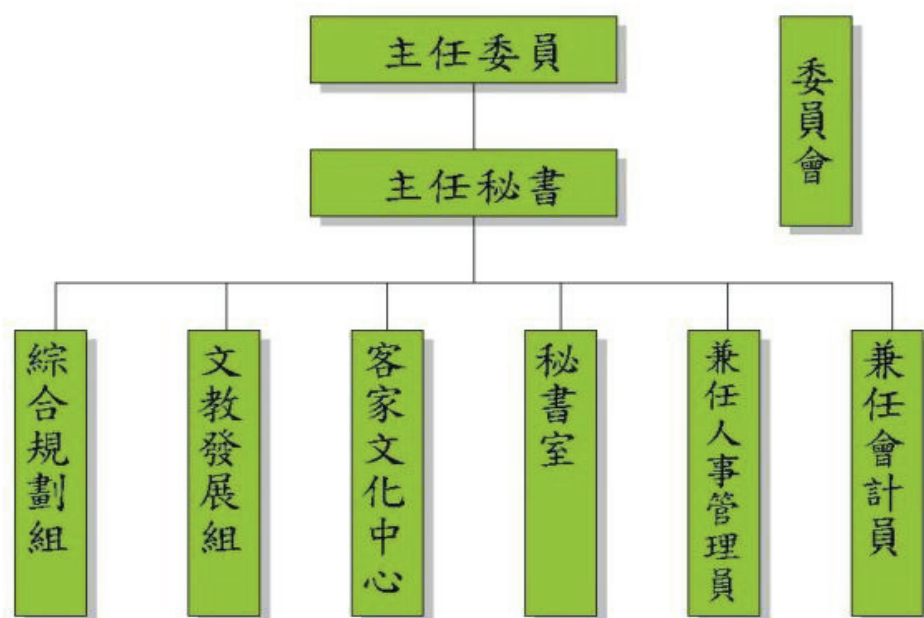 主任委員
委員會
主任秘書
綜合規劃組
文教發展組
客家文化中心
秘書室
兼任人事管理員
兼任會計員